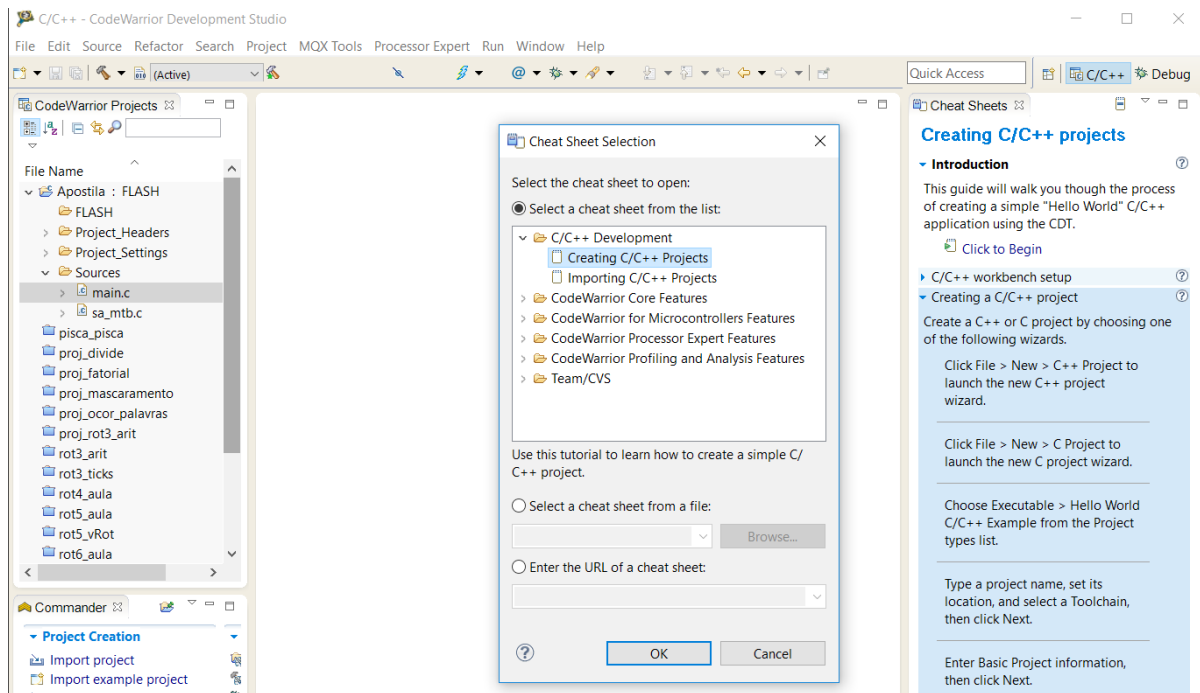 C/C++ - CodeWarrior Development Studio
File Edit Source Refactor Search Project MQX Tools Processor Expert Run Window Help
(Active)
Quick Access
C/C++
Debug
CodeWarrior Projects
File Name
Apostila : FLASH
FLASH
Project_Headers
Project_Settings
Sources
main.c
sa_mtb.c
pisca_pisca
proj_divide
proj_fatorial
proj_mascaramento
proj_ocor_palavras
proj_rot3_arit
rot3_arit
rot3_ticks
rot4_aula
rot5_aula
rot5_vRot
rot6_aula
Commander
Project Creation
Import project
Import example project
Cheat Sheet Selection
Select the cheat sheet to open:
Select a cheat sheet from the list:
C/C++ Development
Creating C/C++ Projects
Importing C/C++ Projects
CodeWarrior Core Features
CodeWarrior for Microcontrollers Features
CodeWarrior Processor Expert Features
CodeWarrior Profiling and Analysis Features
Team/CVS
Use this tutorial to learn how to create a simple C/
C++ project.
Select a cheat sheet from a file:
Browse...
Enter the URL of a cheat sheet:
OK
Cancel
Cheat Sheets
Creating C/C++ projects
Introduction
This guide will walk you though the process
of creating a simple "Hello World" C/C++
application using the CDT.
Click to Begin
C/C++ workbench setup
Creating a C/C++ project
Create a C++ or C project by choosing one
of the following wizards.
Click File > New > C++ Project to
launch the new C++ project
wizard.
Click File > New > C Project to
launch the new C project wizard.
Choose Executable > Hello World
C/C++ Example from the Project
types list.
Type a project name, set its
location, and select a Toolchain,
then click Next.
Enter Basic Project information,
then click Next.